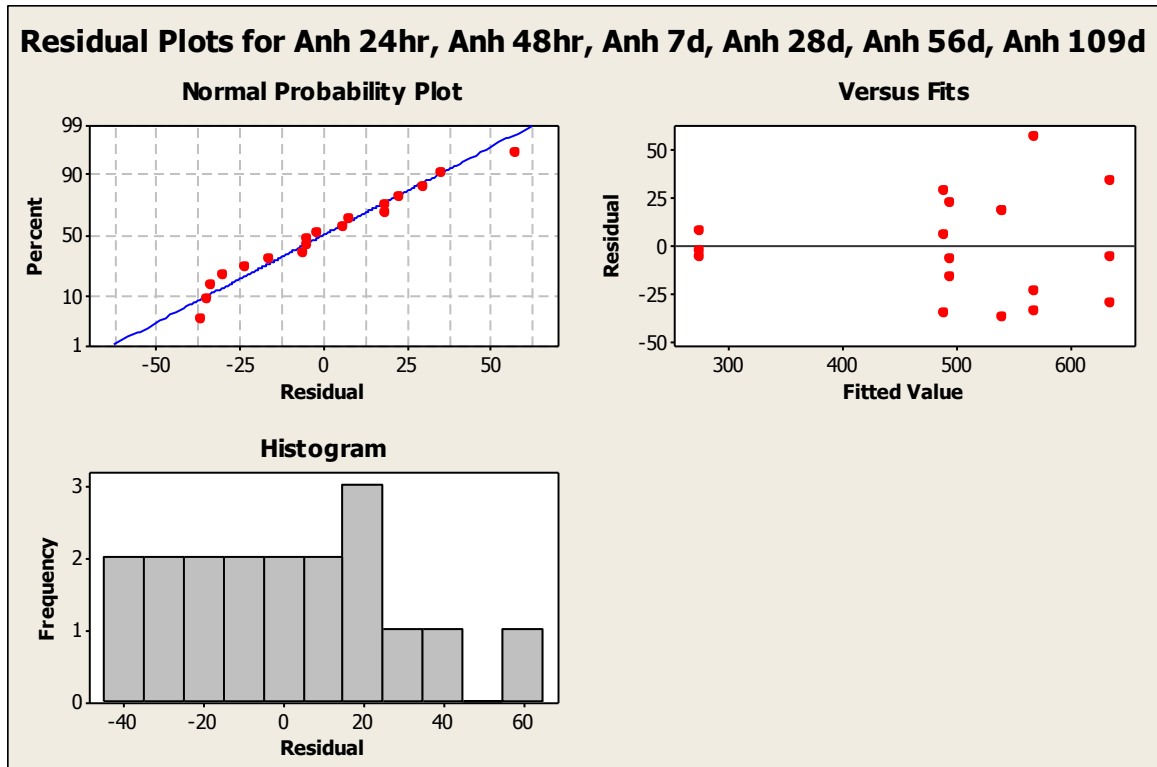 Residual Plots for Anh 24hr, Anh 48hr, Anh 7d, Anh 28d, Anh 56d, Anh 109d
Normal Probability Plot
99
90
50
10
1
Percent
-50 -25 0 25 50
Residual
Versus Fits
50
25
0
-25
-50
Residual
300 400 500 600
Fitted Value
Histogram
3
2
1
0
Frequency
-40 -20 0 20 40 60
Residual